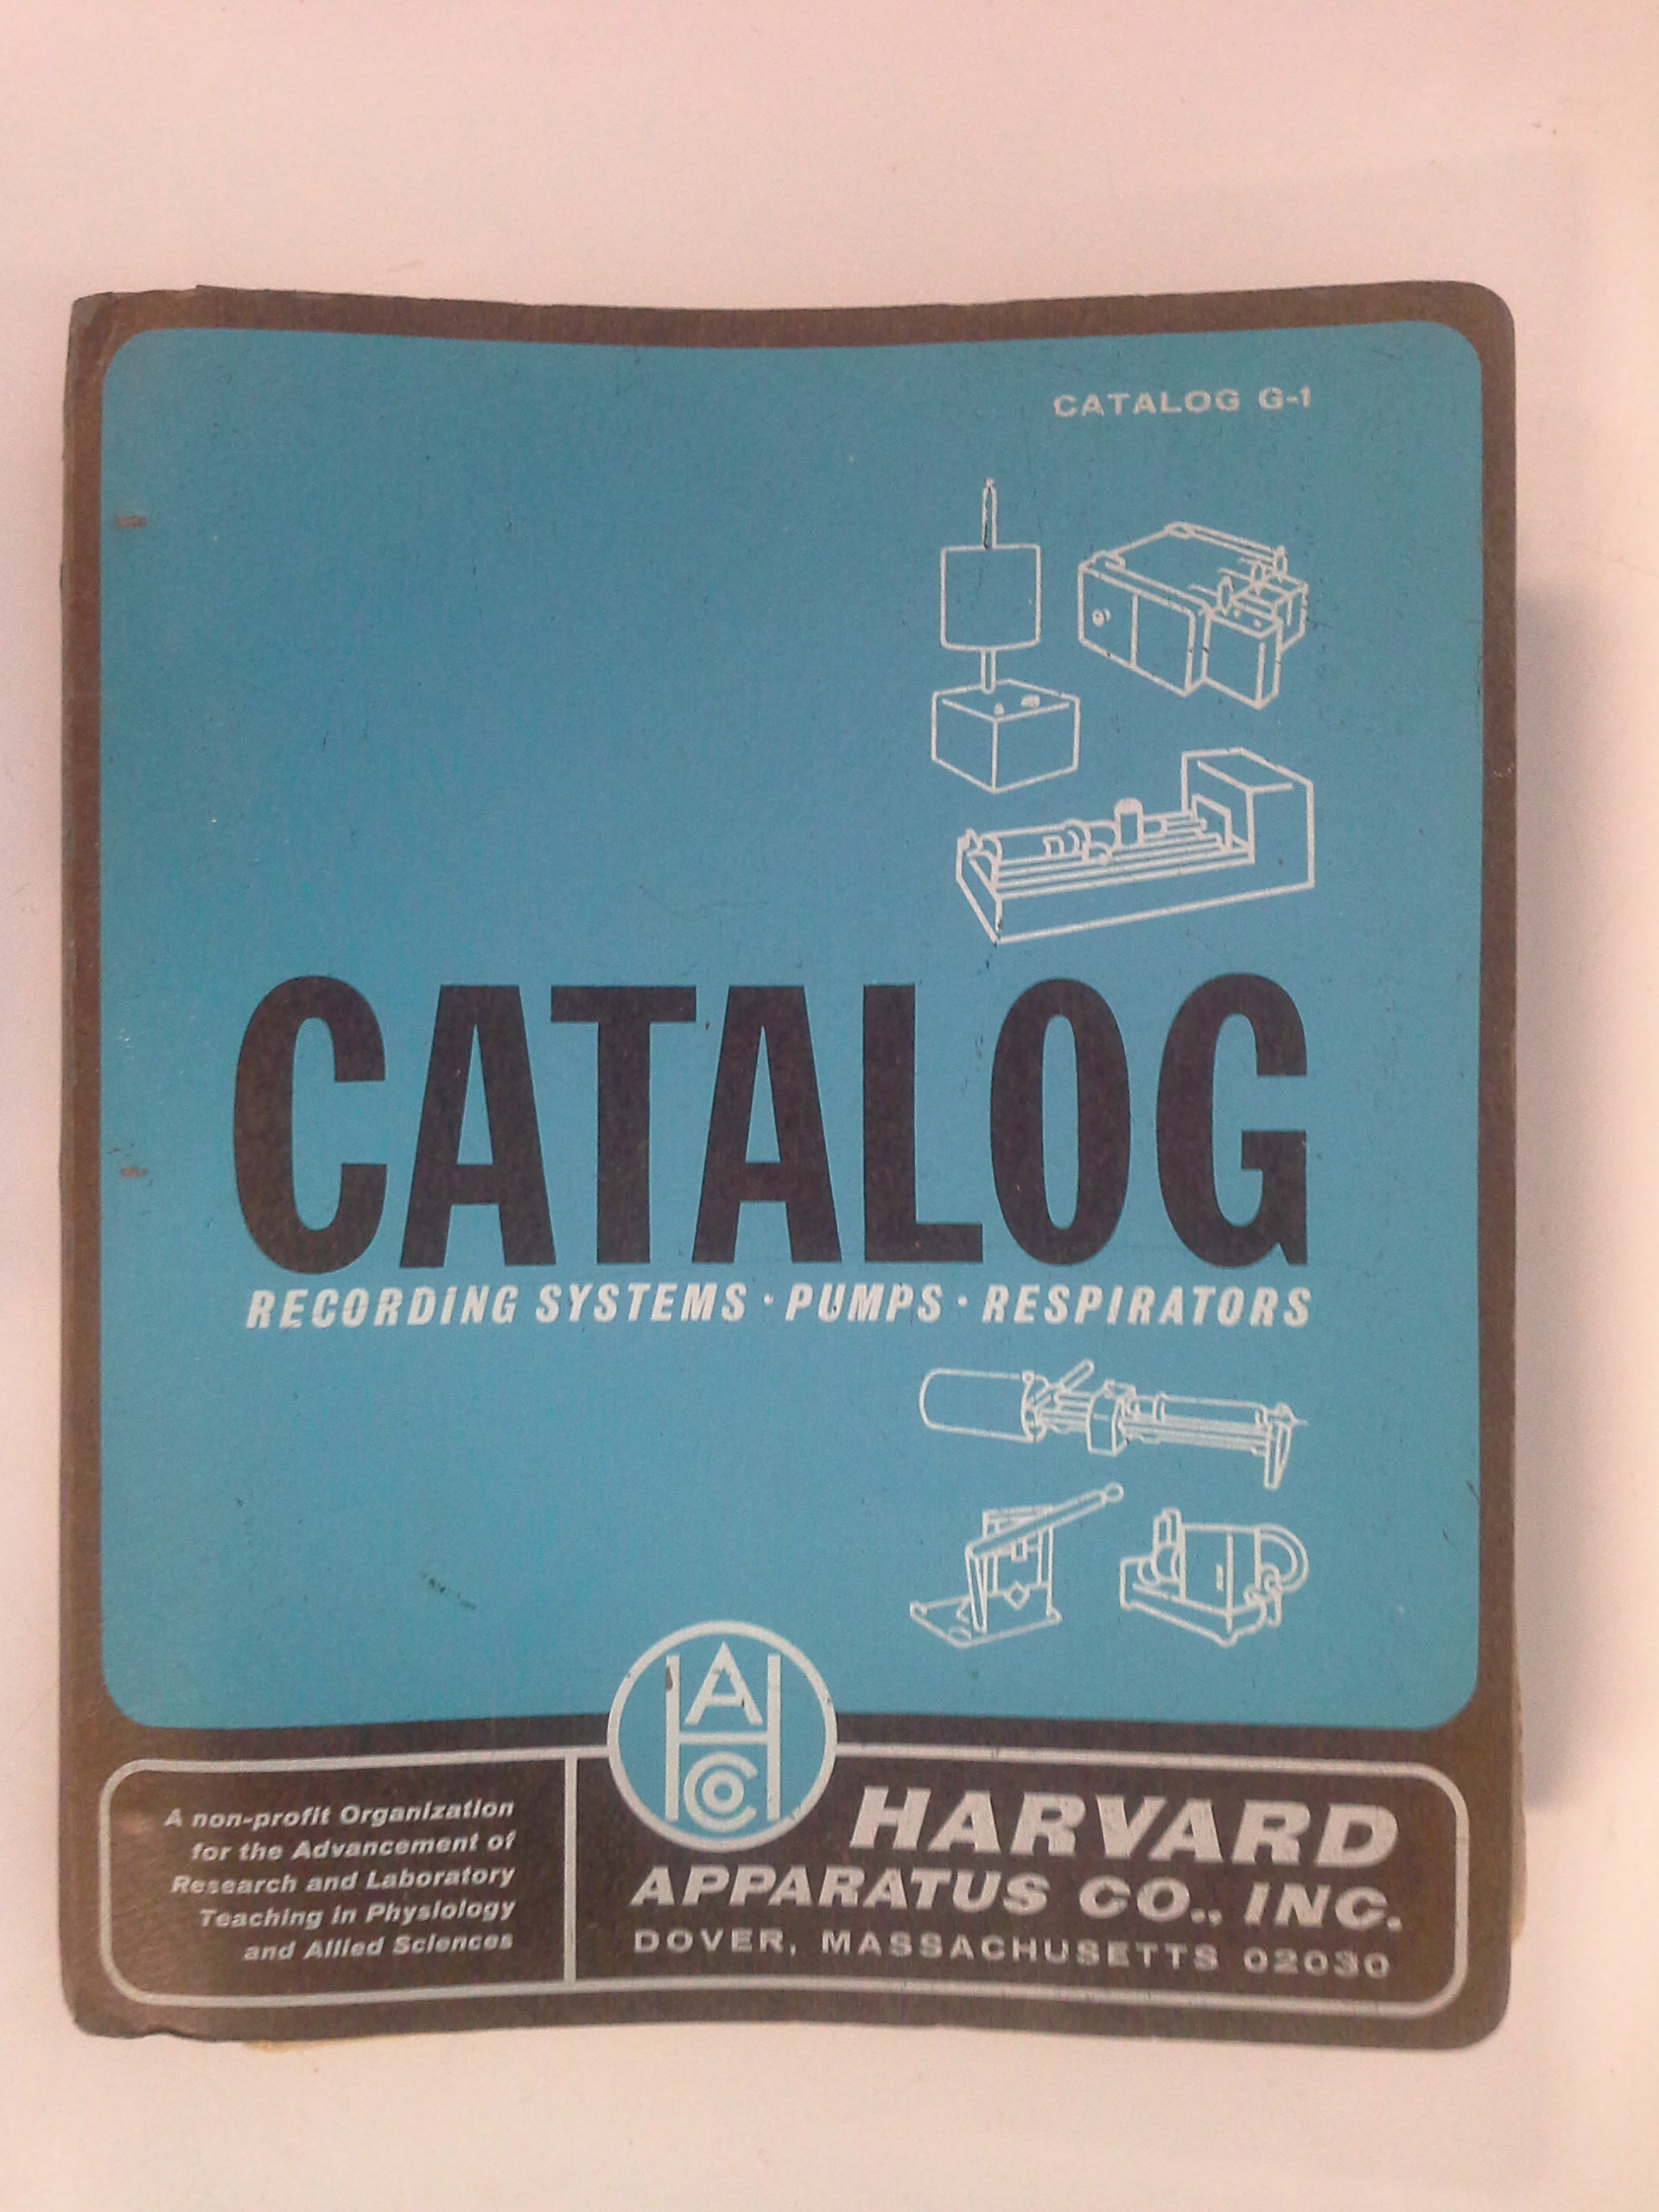 CATALOG G-1
CATALOG
RECORDING SYSTEMS · PUMPS · RESPIRATORS
HACO
A non-profit Organization
for the Advancement of
Research and Laboratory
Teaching in Physiology
and Allied Sciences
HARVARD
APPARATUS CO., INC.
DOVER, MASSACHUSETTS 02030